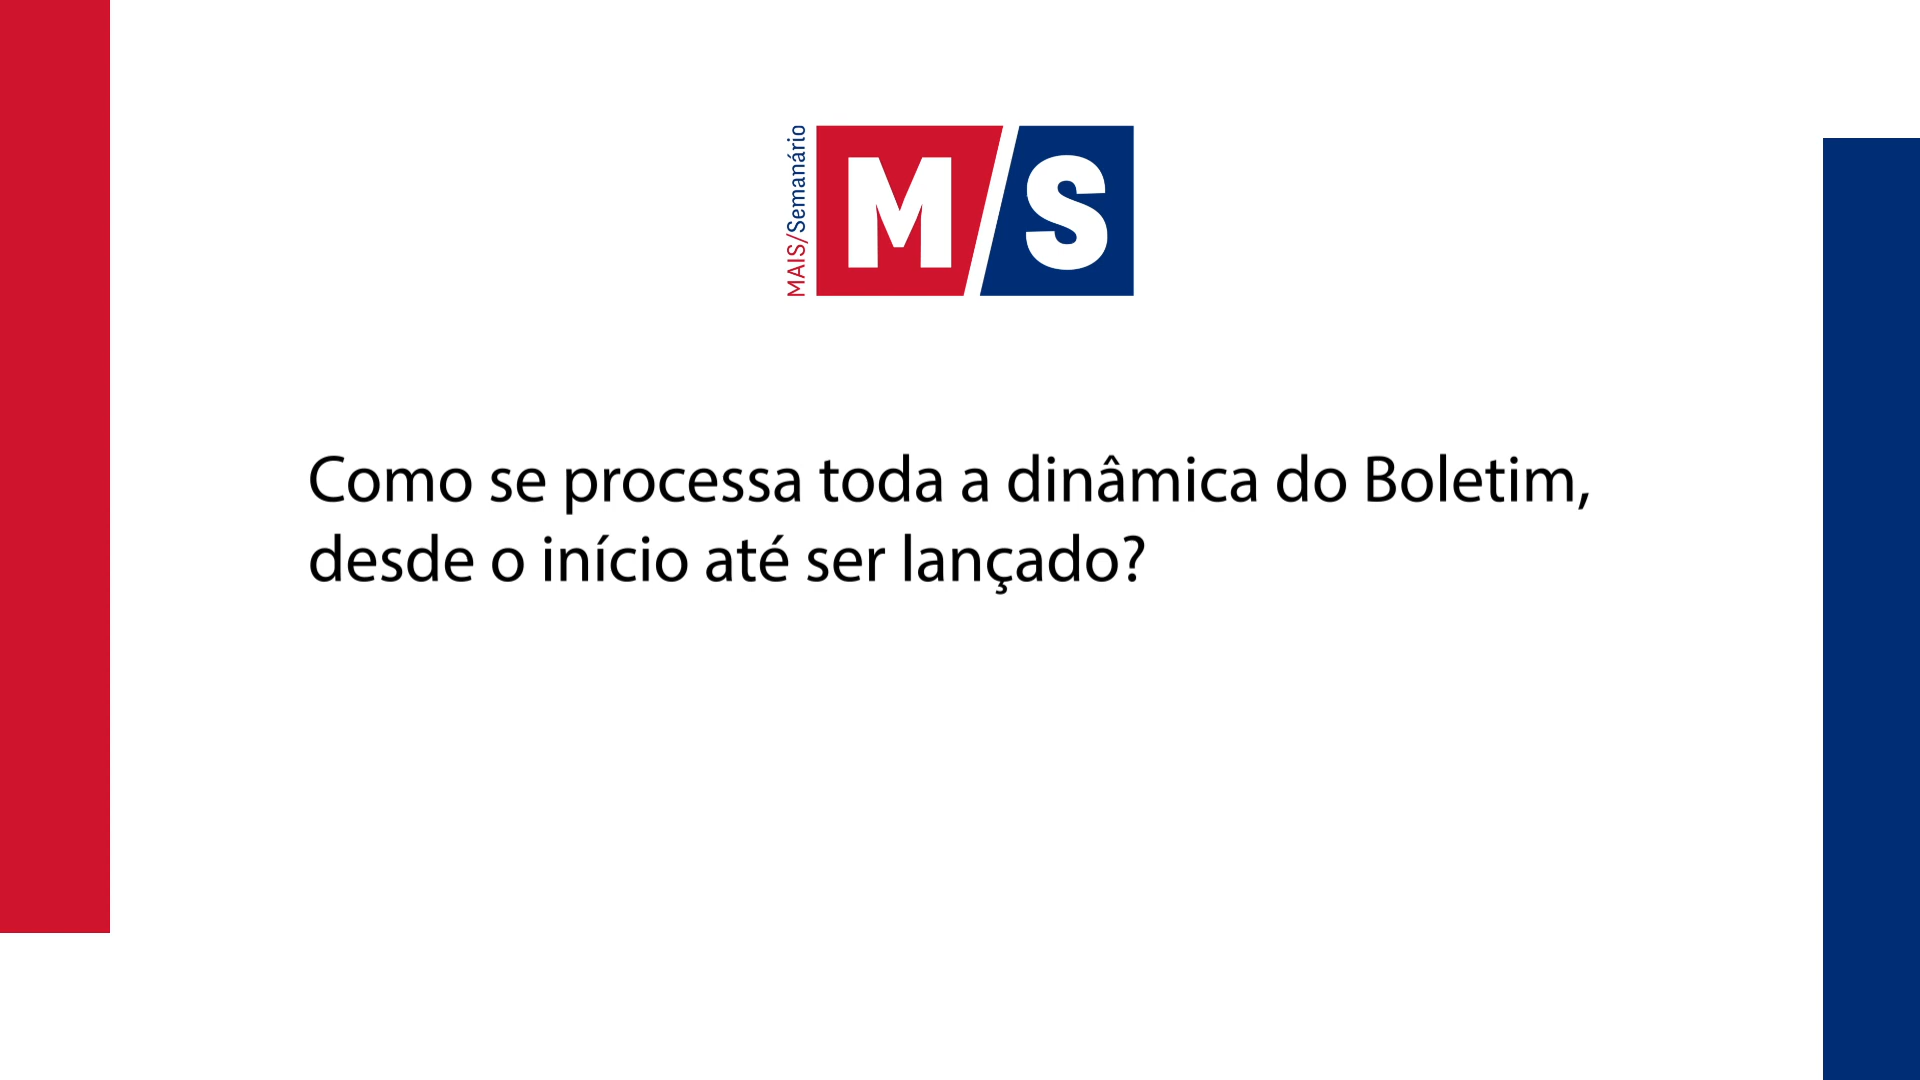 MAIS/Semanário
M/S
Como se processa toda a dinâmica do Boletim,
desde o início até ser lançado?